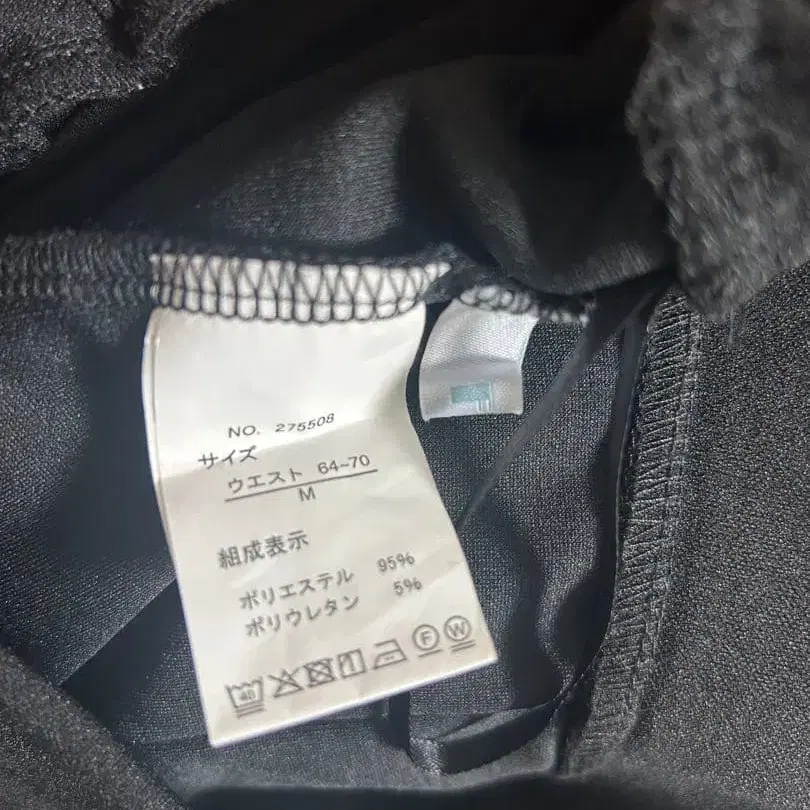 NO. 275508
サイズ
ウエスト 64-70
M
組成表示
ポリエステル 95%
ポリウレタン 5%
40 F W